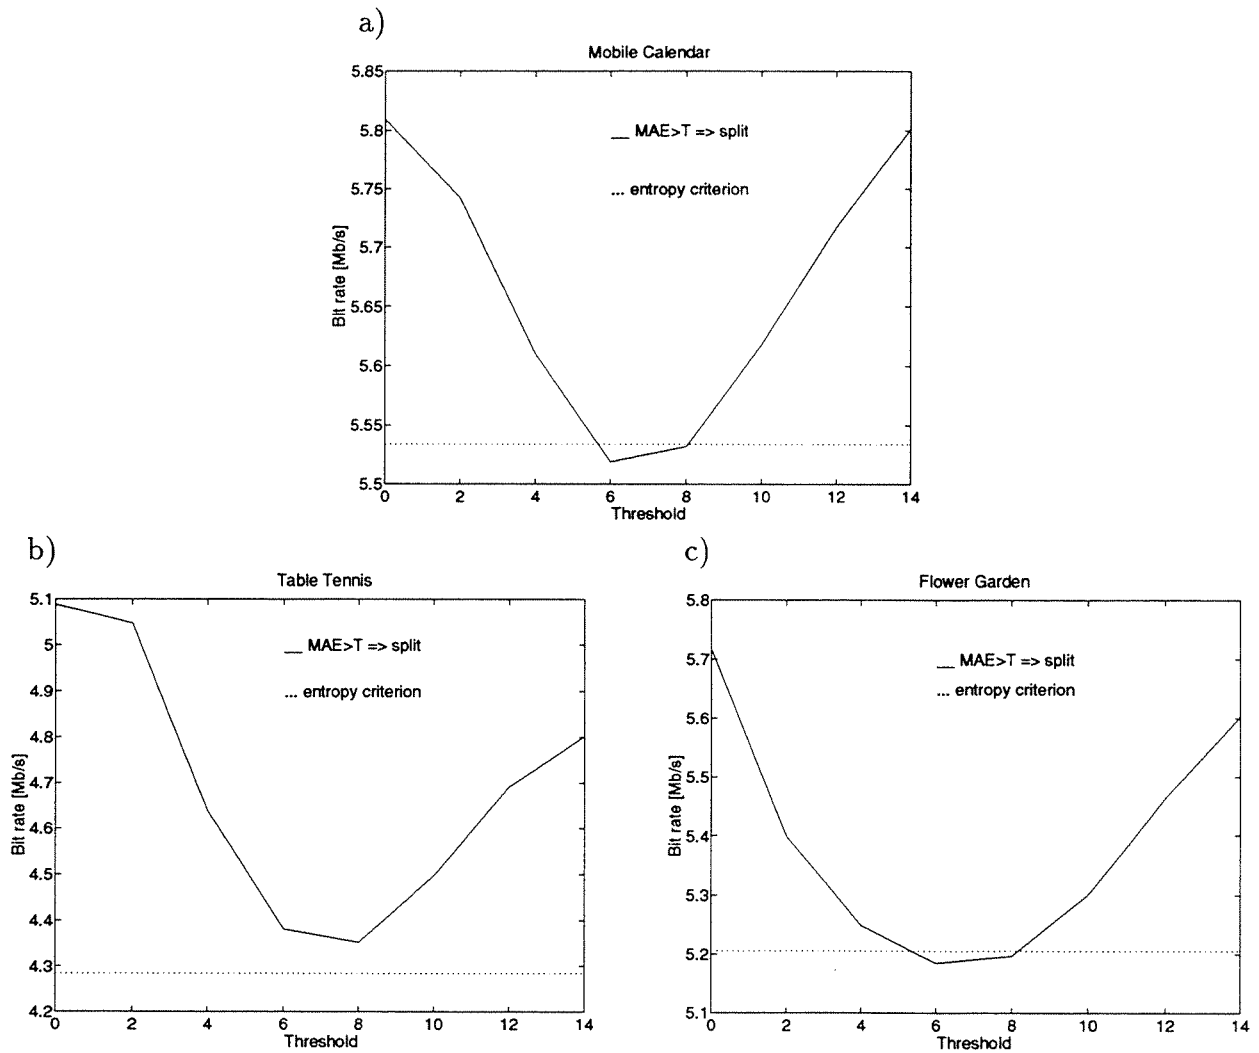 a)
Mobile Calendar
5.85
5.8
5.75
5.7
5.65
5.6
5.55
5.5
Bit rate [Mb/s]
__ MAE>T => split
... entropy criterion
0 2 4 6 8 10 12 14
Threshold
b)
Table Tennis
5.1
5
4.9
4.8
4.7
4.6
4.5
4.4
4.3
4.2
Bit rate [Mb/s]
__ MAE>T => split
... entropy criterion
0 2 4 6 8 10 12 14
Threshold
c)
Flower Garden
5.8
5.7
5.6
5.5
5.4
5.3
5.2
5.1
Bit rate [Mb/s]
__ MAE>T => split
... entropy criterion
0 2 4 6 8 10 12 14
Threshold